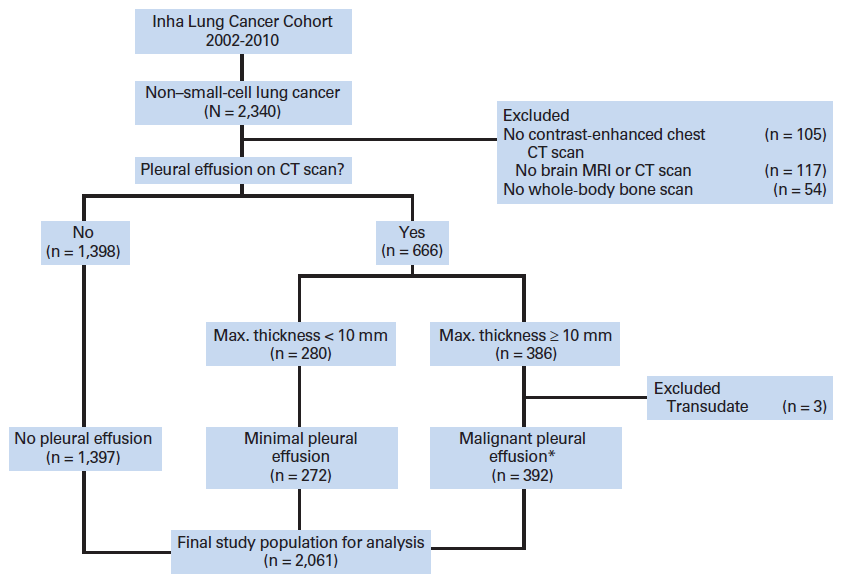 Inha Lung Cancer Cohort
2002-2010
Non–small-cell lung cancer
(N = 2,340)
Excluded
No contrast-enhanced chest (n = 105)
CT scan
No brain MRI or CT scan (n = 117)
No whole-body bone scan (n = 54)
Pleural effusion on CT scan?
No
(n = 1,398)
Yes
(n = 666)
Max. thickness < 10 mm
(n = 280)
Max. thickness ≥ 10 mm
(n = 386)
Excluded
Transudate (n = 3)
No pleural effusion
(n = 1,397)
Minimal pleural
effusion
(n = 272)
Malignant pleural
effusion*
(n = 392)
Final study population for analysis
(n = 2,061)